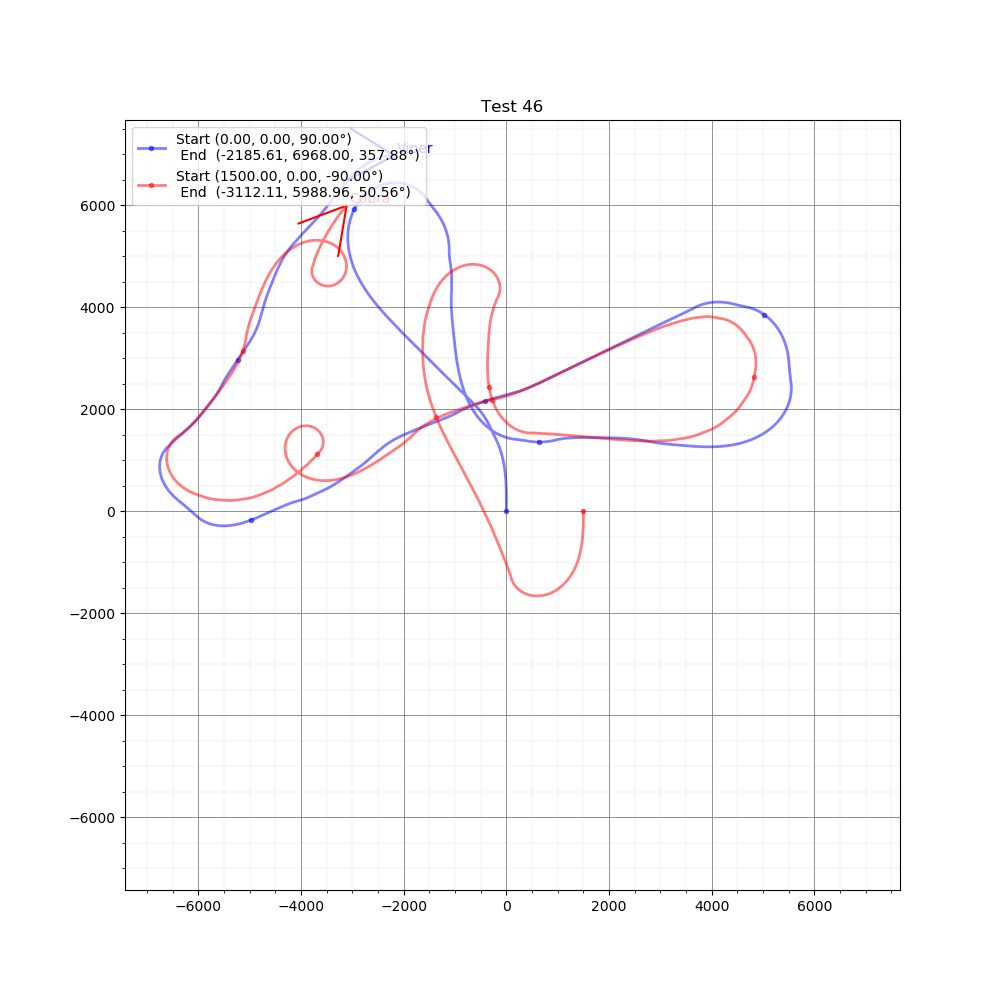 Test 46
Start (0.00, 0.00, 90.00°)
End (-2185.61, 6968.00, 357.88°)
Start (1500.00, 0.00, -90.00°)
End (-3112.11, 5988.96, 50.56°)
Viper
Cobra
6000
4000
2000
0
−2000
−4000
−6000
−6000 −4000 −2000 0 2000 4000 6000